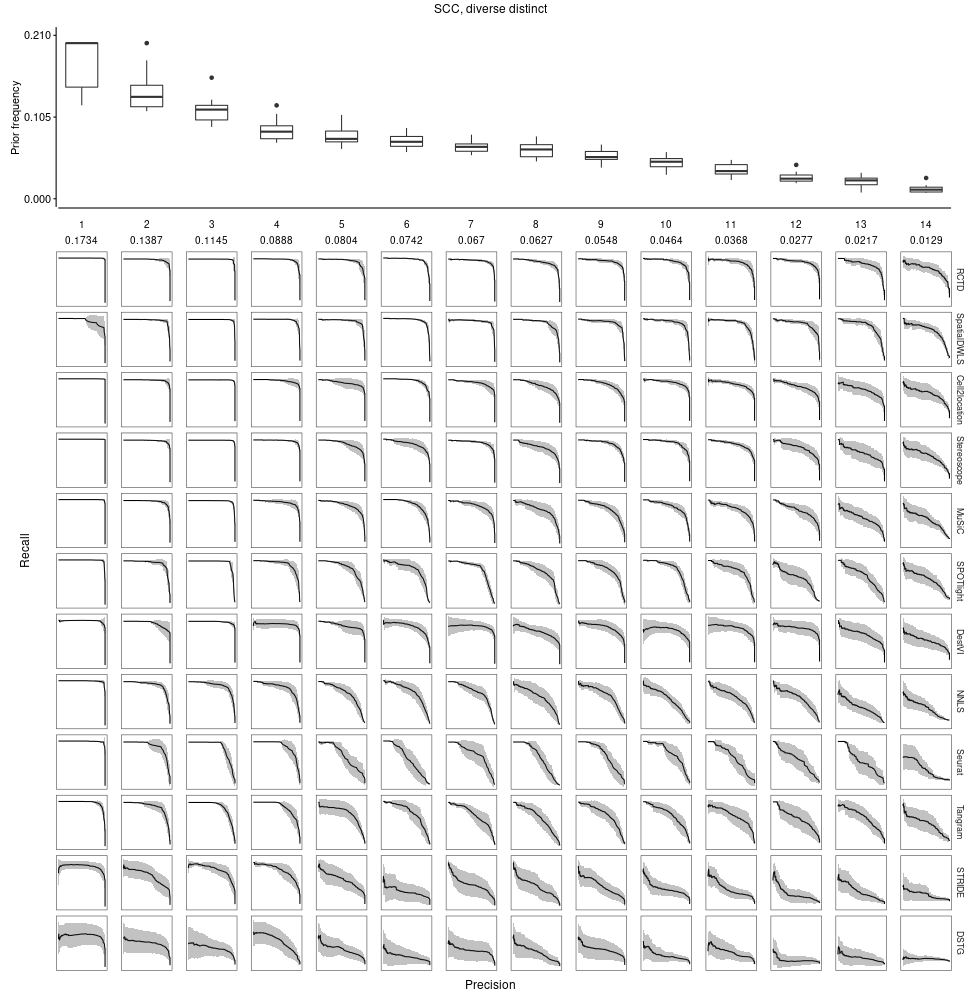 SCC, diverse distinct
Prior frequency
0.210
0.105
0.000
1 2 3 4 5 6 7 8 9 10 11 12 13 14
0.1734 0.1387 0.1145 0.0888 0.0804 0.0742 0.067 0.0627 0.0548 0.0464 0.0368 0.0277 0.0217 0.0129
RCTD
SpatialDWLS
Cell2location
Stereoscope
MuSiC
SPOTlight
DestVI
NNLS
Seurat
Tangram
STRIDE
DSTG
Recall
Precision